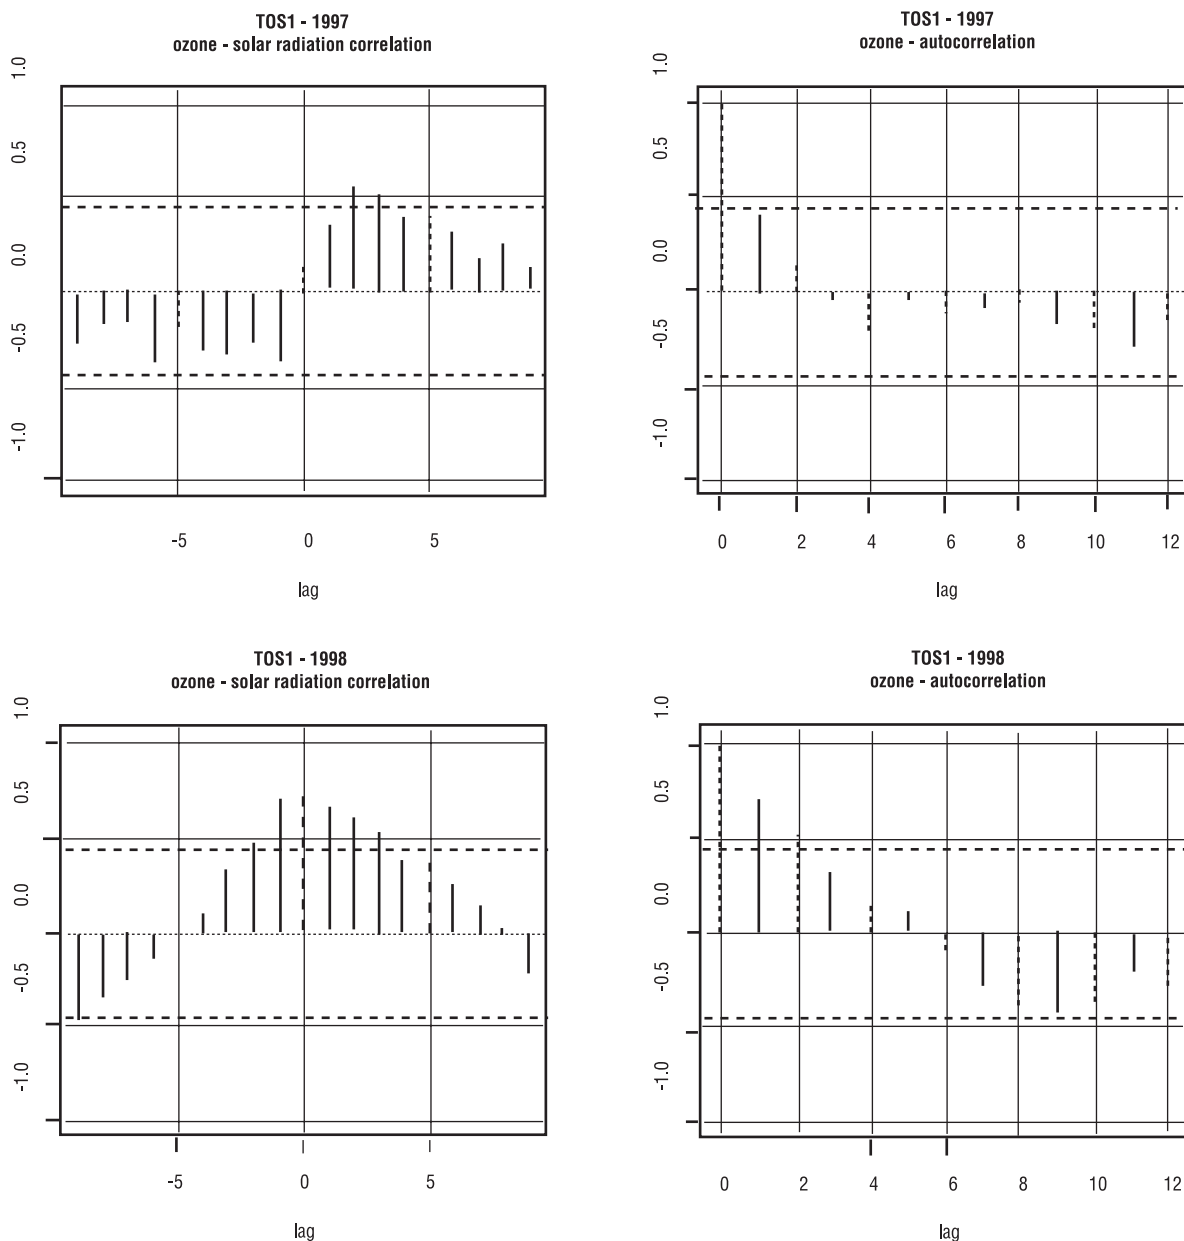 TOS1 - 1997
ozone - solar radiation correlation
1.0
0.5
0.0
-0.5
-1.0
-5 0 5
lag
TOS1 - 1997
ozone - autocorrelation
1.0
0.5
0.0
-0.5
-1.0
0 2 4 6 8 10 12
lag
TOS1 - 1998
ozone - solar radiation correlation
1.0
0.5
0.0
-0.5
-1.0
-5 0 5
lag
TOS1 - 1998
ozone - autocorrelation
1.0
0.5
0.0
-0.5
-1.0
0 2 4 6 8 10 12
lag